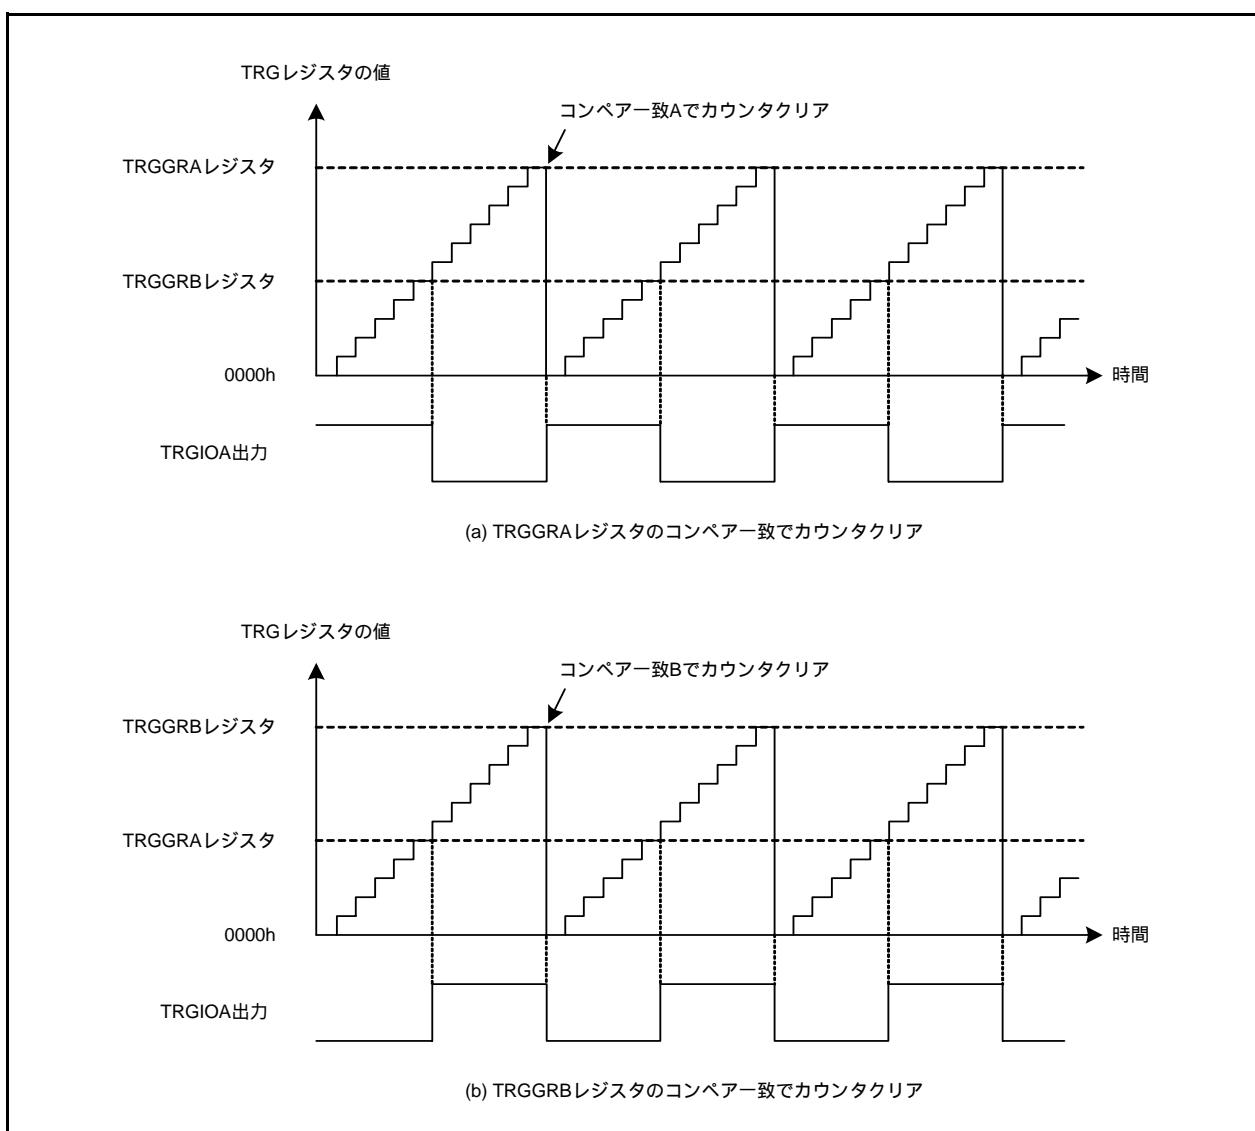 TRGレジスタの値
コンペア一致Aでカウンタクリア
TRGGRAレジスタ
TRGGRBレジスタ
0000h
時間
TRGIOA出力
(a) TRGGRAレジスタのコンペア一致でカウンタクリア
TRGレジスタの値
コンペア一致Bでカウンタクリア
TRGGRBレジスタ
TRGGRAレジスタ
0000h
時間
TRGIOA出力
(b) TRGGRBレジスタのコンペア一致でカウンタクリア